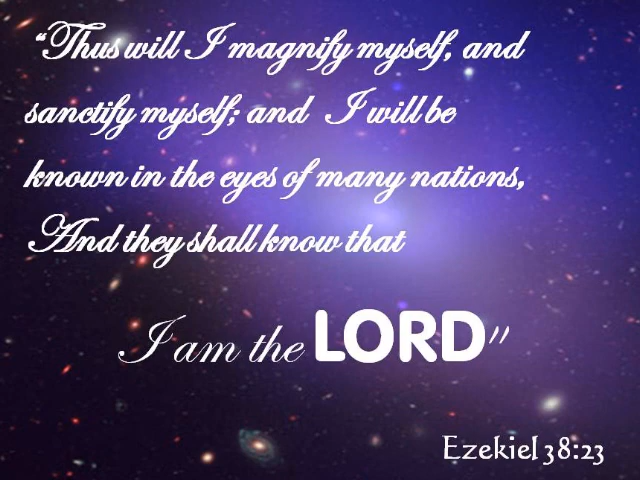 “Thus will I magnify myself, and
sanctify myself; and I will be
known in the eyes of many nations,
And they shall know that
I am the LORD”
Ezekiel 38:23